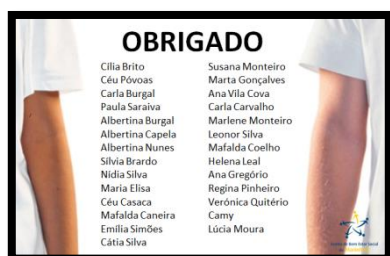 OBRIGADO
Cília Brito
Céu Póvoas
Carla Burgal
Paula Saraiva
Albertina Burgal
Albertina Capela
Albertina Nunes
Sílvia Brardo
Nídia Silva
Maria Elisa
Céu Casaca
Mafalda Caneira
Emília Simões
Cátia Silva
Susana Monteiro
Marta Gonçalves
Ana Vila Cova
Carla Carvalho
Marlene Monteiro
Leonor Silva
Mafalda Coelho
Helena Leal
Ana Gregório
Regina Pinheiro
Verónica Quitério
Camy
Lúcia Moura